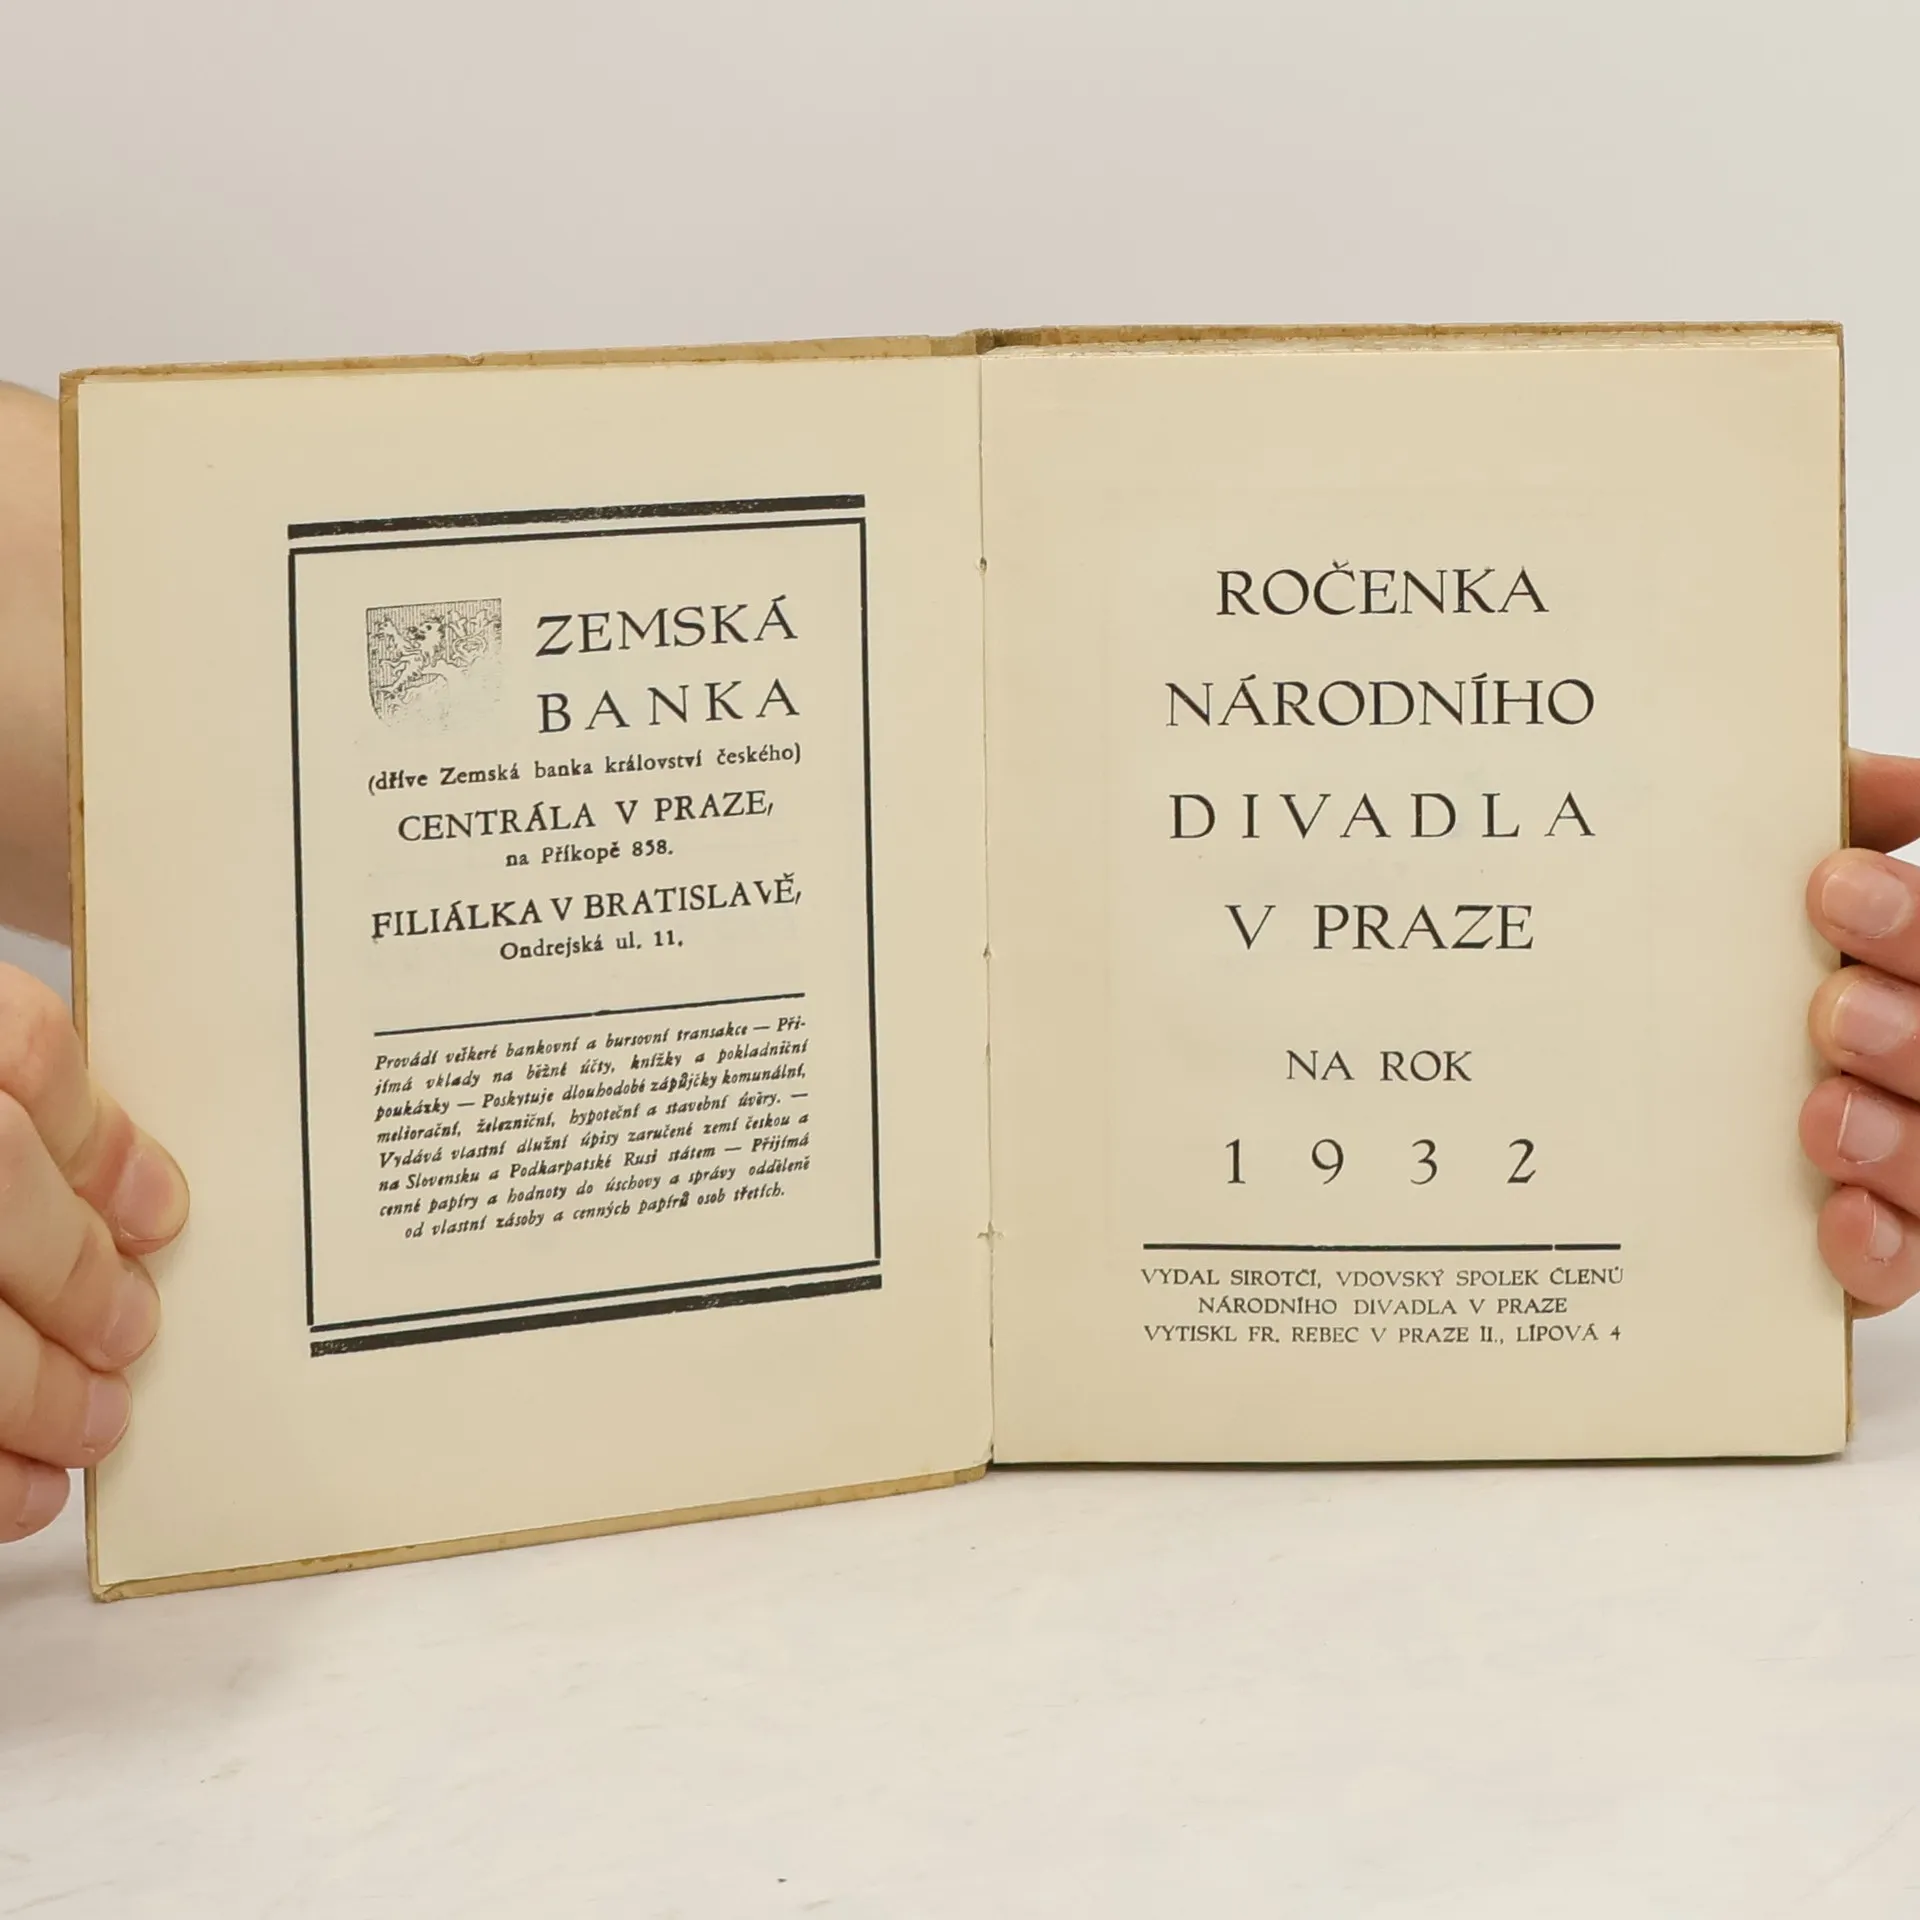 ZEMSKÁ
BANKA
(dříve Zemská banka království českého)
CENTRÁLA V PRAZE,
na Příkopě 858.
FILIÁLKA V BRATISLAVĚ,
Ondrejská ul. 11.
Provádí veškeré bankovní a bursovní transakce — Při-
jímá vklady na běžné účty, knížky a pokladniční
poukázky — Poskytuje dlouhodobé zápůjčky komunální,
meliorační, železniční, hypoteční a stavební úvěry. —
Vydává vlastní dlužní úpisy zaručené zemí českou a
na Slovensku a Podkarpatské Rusi státem — Přijímá
cenné papíry a hodnoty do úschovy a správy odděleně
od vlastní zásoby a cenných papírů osob třetích.
ROČENKA
NÁRODNÍHO
DIVADLA
V PRAZE
NA ROK
1932
VYDAL SIROTČÍ, VDOVSKÝ SPOLEK ČLENŮ
NÁRODNÍHO DIVADLA V PRAZE
VYTISKL FR. REBEC V PRAZE II., LÍPOVÁ 4